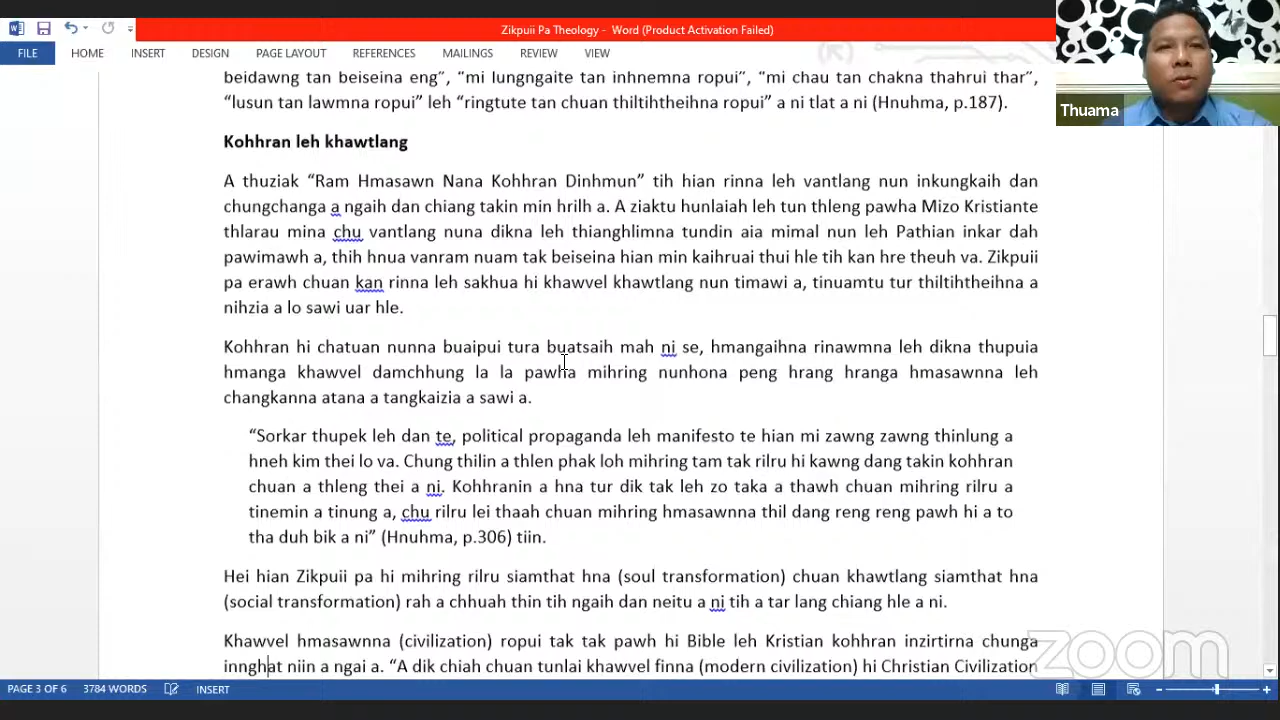 Zikpuii Pa Theology - Word (Product Activation Failed)
FILE HOME INSERT DESIGN PAGE LAYOUT REFERENCES MAILINGS REVIEW VIEW
Thuama
beidawng tan beiseina eng”, “mi lungngaite tan inhnemna ropui”, “mi chau tan chakna thahrui thar”,
“lusun tan lawmna ropui” leh “ringtute tan chuan thiltihtheihna ropui” a ni tlat a ni (Hnuhma, p.187).
Kohhran leh khawtlang
A thuziak “Ram Hmasawn Nana Kohhran Dinhmun” tih hian rinna leh vantlang nun inkungkaih dan
chungchanga a ngaih dan chiang takin min hrilh a. A ziaktu hunlaiah leh tun thleng pawha Mizo Kristiante
thlarau mina chu vantlang nuna dikna leh thianghlimna tundin aia mimal nun leh Pathian inkar dah
pawimawh a, thih hnua vanram nuam tak beiseina hian min kaihruai thui hle tih kan hre theuh va. Zikpuii
pa erawh chuan kan rinna leh sakhua hi khawvel khawtlang nun timawi a, tinuamtu tur thiltihtheihna a
nihzia a lo sawi uar hle.
Kohhran hi chatuan nunna buaipui tura buatsaih mah ni se, hmangaihna rinawmna leh dikna thupuia
hmanga khawvel damchhung la la pawha mihring nunhona peng hrang hranga hmasawnna leh
changkanna atana a tangkaizia a sawi a.
“Sorkar thupek leh dan te, political propaganda leh manifesto te hian mi zawng zawng thinlung a
hneh kim thei lo va. Chung thilin a thlen phak loh mihring tam tak rilru hi kawng dang takin kohhran
chuan a thleng thei a ni. Kohhranin a hna tur dik tak leh zo taka a thawh chuan mihring rilru a
tinemin a tinung a, chu rilru lei thaah chuan mihring hmasawnna thil dang reng reng pawh hi a to
tha duh bik a ni” (Hnuhma, p.306) tiin.
Hei hian Zikpuii pa hi mihring rilru siamthat hna (soul transformation) chuan khawtlang siamthat hna
(social transformation) rah a chhuah thin tih ngaih dan neitu a ni tih a tar lang chiang hle a ni.
Khawvel hmasawnna (civilization) ropui tak tak pawh hi Bible leh Kristian kohhran inzirtirna chunga
innghat niin a ngai a. “A dik chiah chuan tunlai khawvel finna (modern civilization) hi Christian Civilization
zoom
PAGE 3 OF 6 3784 WORDS INSERT